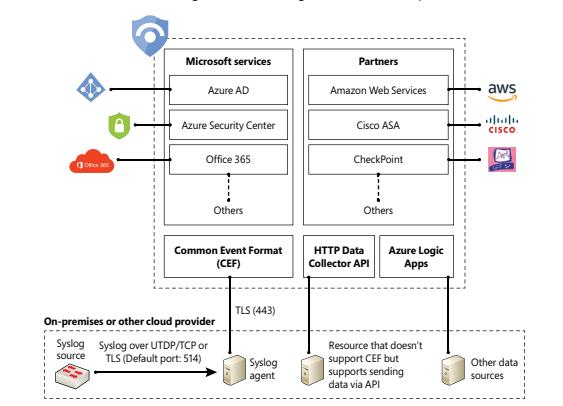 Microsoft services
Partners
Azure AD
Amazon Web Services
aws
Azure Security Center
Cisco ASA
CISCO
Office 365
Office 365
CheckPoint
Others
Others
Common Event Format
(CEF)
HTTP Data
Collector API
Azure Logic
Apps
TLS (443)
On-premises or other cloud provider
Syslog
source
Syslog over UTDP/TCP or
TLS (Default port: 514)
Syslog
agent
Resource that doesn't
support CEF but
supports sending
data via API
Other data
sources